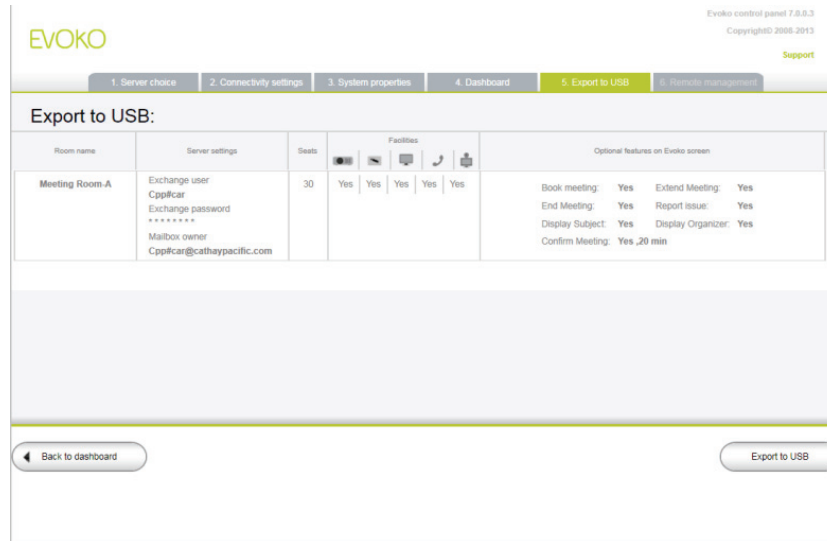 Evoko control panel 7.0.0.3
Copyright© 2008-2013
EVOKO
Support
1. Server choice
2. Connectivity settings
3. System properties
4. Dashboard
5. Export to USB
6. Remote management
Export to USB:
Room name
Server settings
Seats
Facilities
Optional features on Evoko screen
Meeting Room-A
Exchange user
Cpp#car
Exchange password
********
Mailbox owner
Cpp#car@cathaypacific.com
30
Yes Yes Yes Yes Yes
Book meeting: Yes Extend Meeting: Yes
End Meeting: Yes Report issue: Yes
Display Subject: Yes Display Organizer: Yes
Confirm Meeting: Yes ,20 min
Back to dashboard
Export to USB